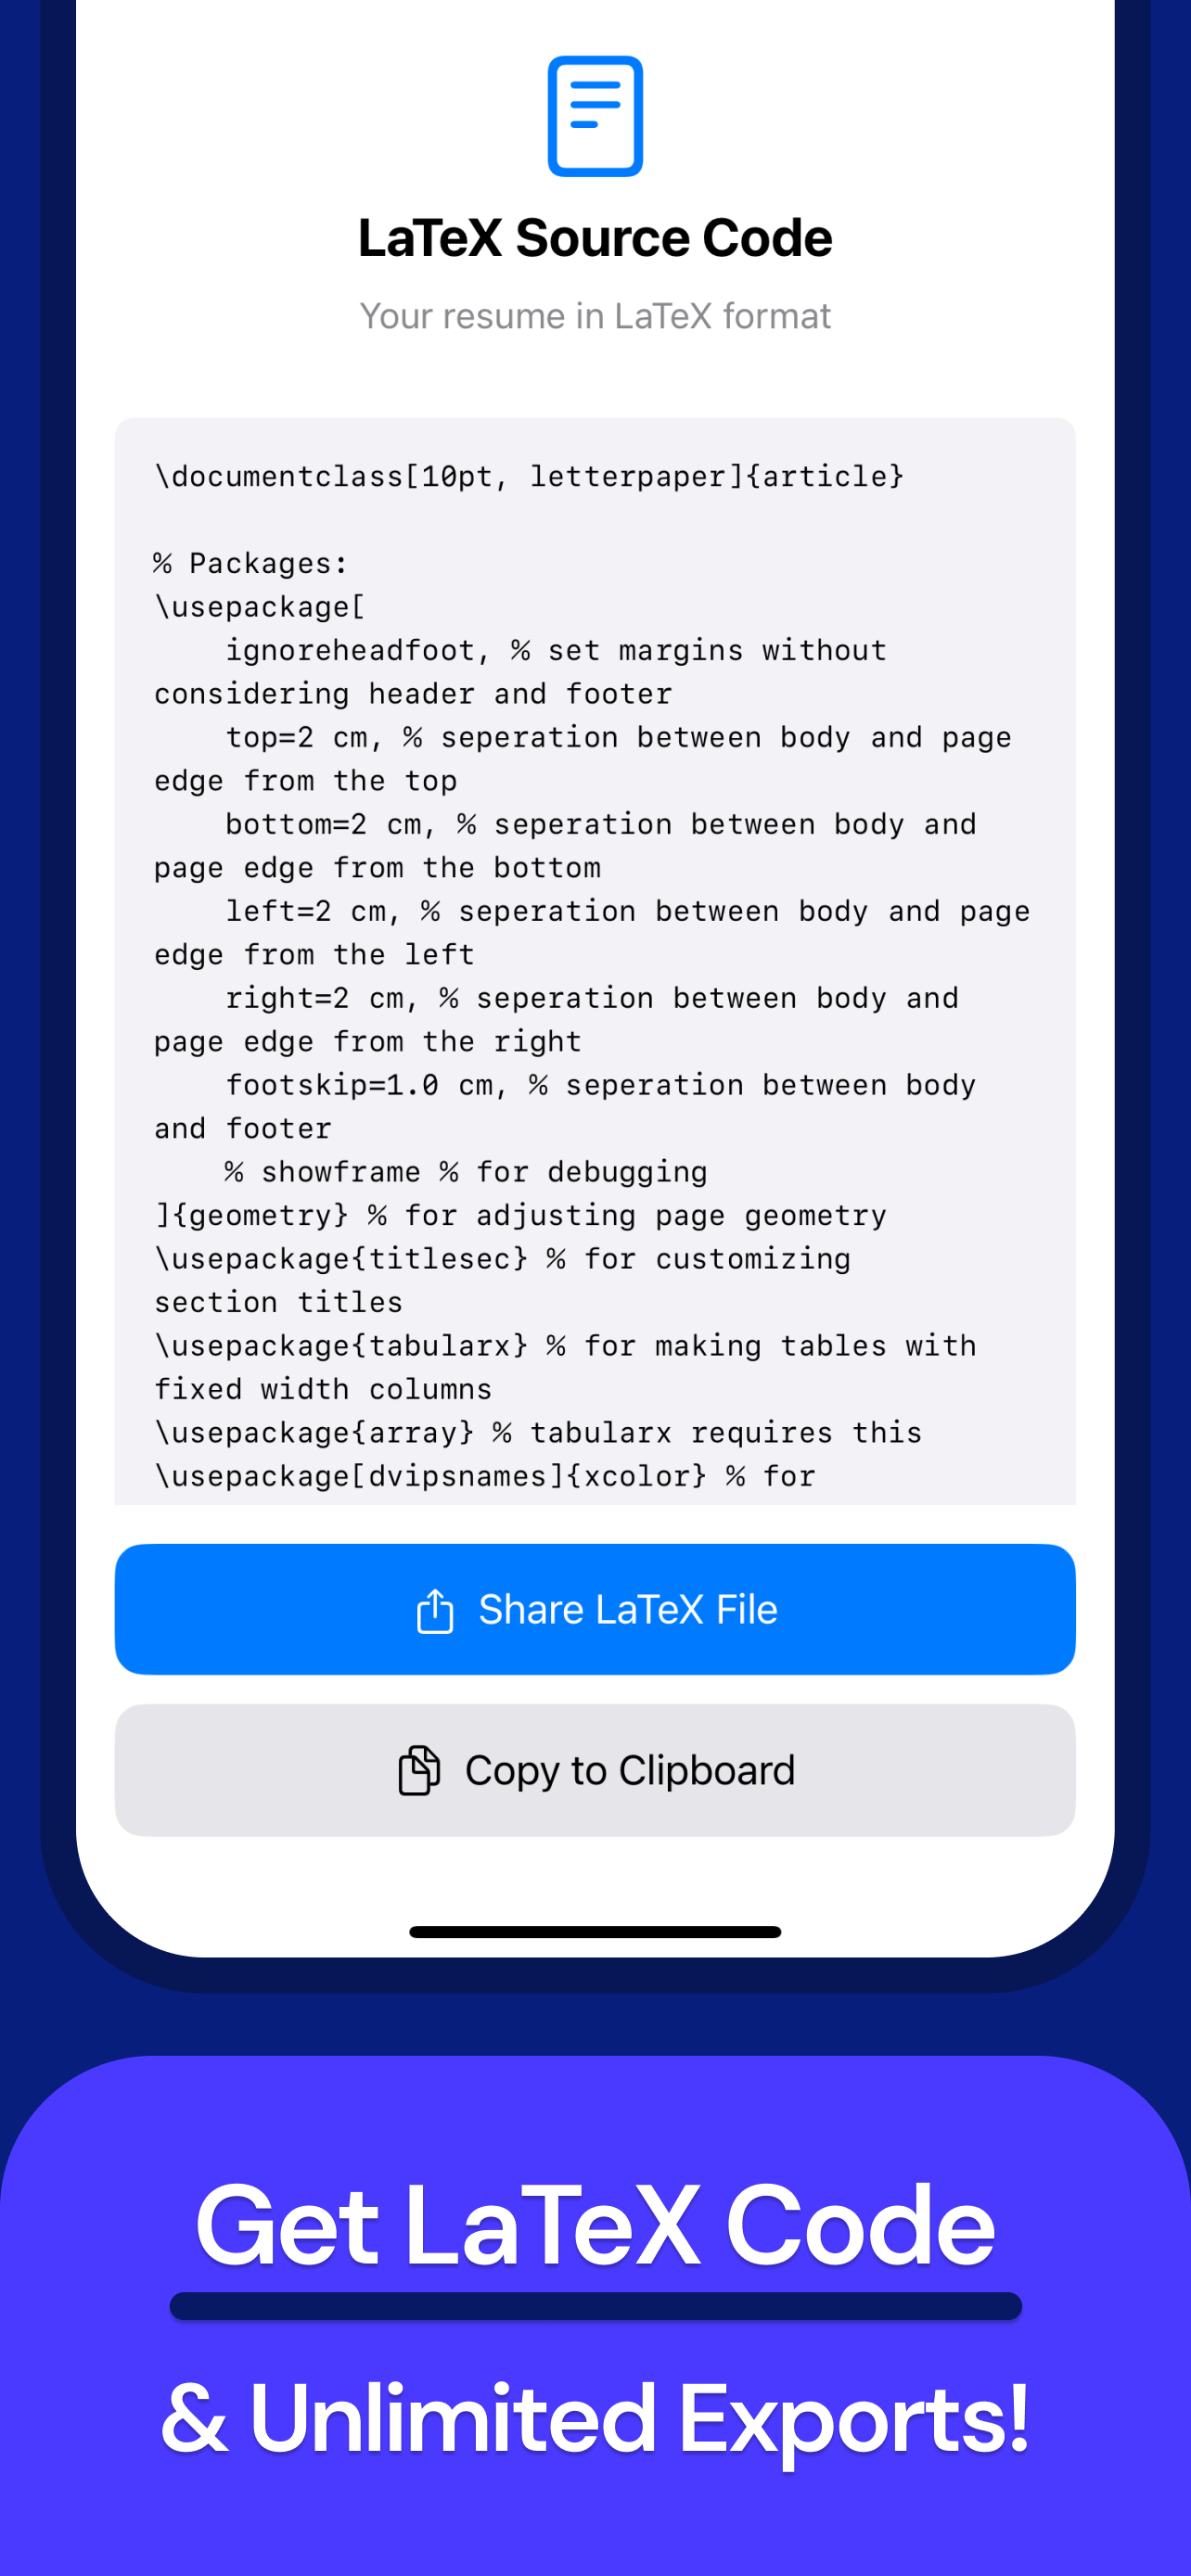 LaTeX Source Code
Your resume in LaTeX format
\documentclass[10pt, letterpaper]{article}
% Packages:
\usepackage[
    ignoreheadfoot, % set margins without
considering header and footer
    top=2 cm, % seperation between body and page
edge from the top
    bottom=2 cm, % seperation between body and
page edge from the bottom
    left=2 cm, % seperation between body and page
edge from the left
    right=2 cm, % seperation between body and
page edge from the right
    footskip=1.0 cm, % seperation between body
and footer
    % showframe % for debugging
]{geometry} % for adjusting page geometry
\usepackage{titlesec} % for customizing
section titles
\usepackage{tabularx} % for making tables with
fixed width columns
\usepackage{array} % tabularx requires this
\usepackage[dvipsnames]{xcolor} % for
Share LaTeX File
Copy to Clipboard
Get LaTeX Code
& Unlimited Exports!